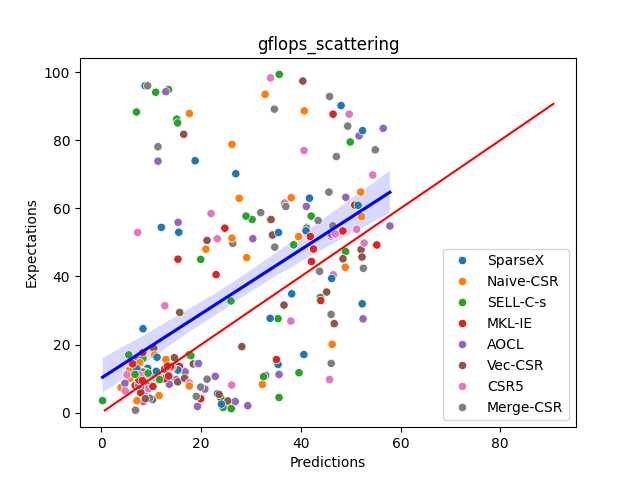 gflops_scattering
Expectations
100
80
60
40
20
0
0 20 40 60 80
Predictions
SparseX
Naive-CSR
SELL-C-s
MKL-IE
AOCL
Vec-CSR
CSR5
Merge-CSR